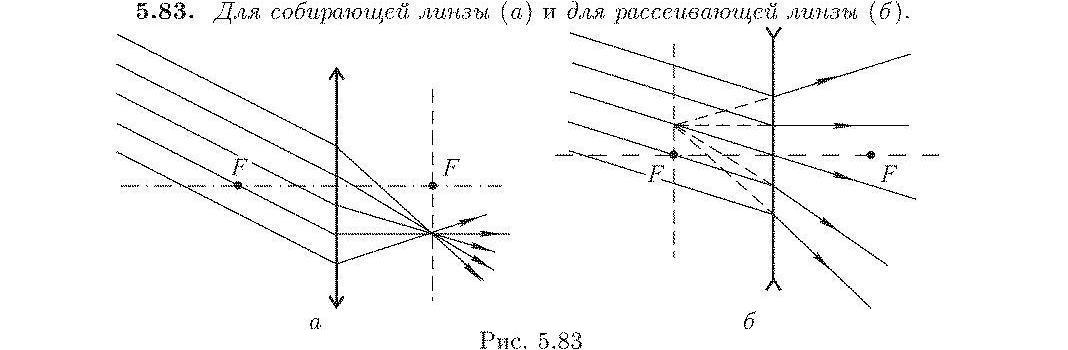 5.83. Для собирающей линзы (а) и для рассеивающей линзы (б).
F F
F F
а б
Рис. 5.83